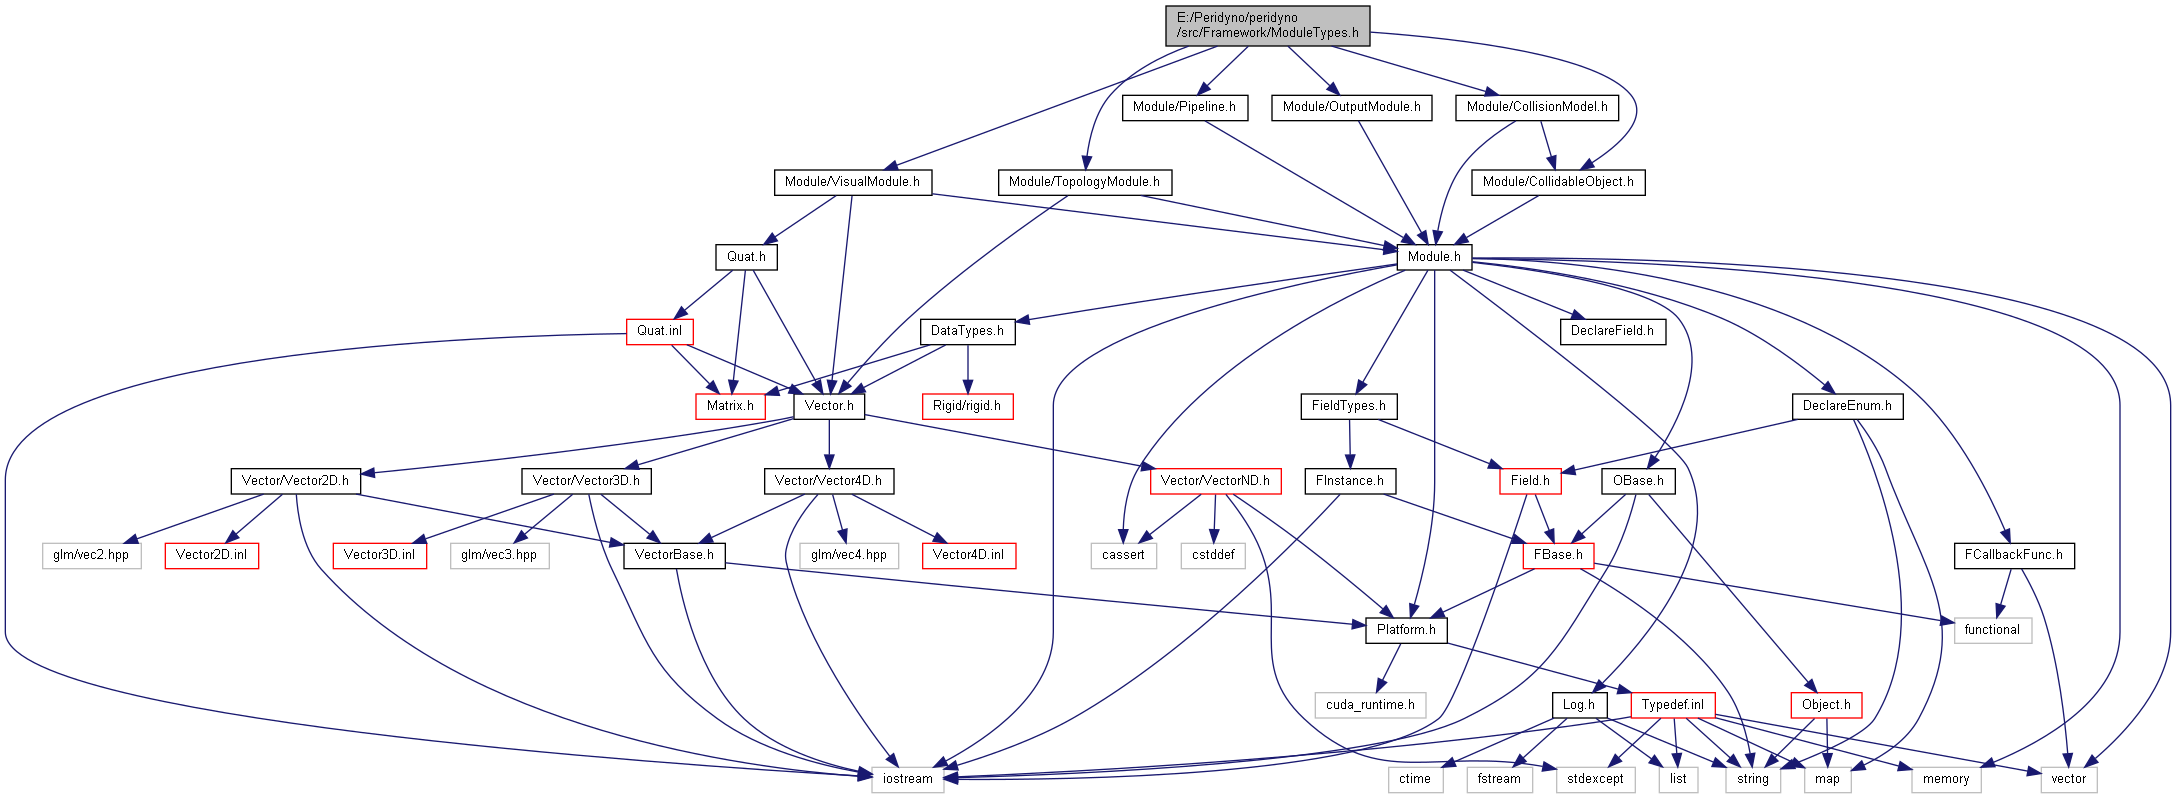 E:/Peridyno/peridyno
/src/Framework/ModuleTypes.h
Module/Pipeline.h
Module/OutputModule.h
Module/CollisionModel.h
Module/VisualModule.h
Module/TopologyModule.h
Module/CollidableObject.h
Quat.h
Module.h
Quat.inl
DataTypes.h
DeclareField.h
Matrix.h
Vector.h
Rigid/rigid.h
FieldTypes.h
DeclareEnum.h
Vector/Vector2D.h
Vector/Vector3D.h
Vector/Vector4D.h
Vector/VectorND.h
FInstance.h
Field.h
OBase.h
glm/vec2.hpp
Vector2D.inl
Vector3D.inl
glm/vec3.hpp
VectorBase.h
glm/vec4.hpp
Vector4D.inl
cassert
cstddef
FBase.h
FCallbackFunc.h
Platform.h
functional
cuda_runtime.h
Log.h
Typedef.inl
Object.h
iostream
ctime
fstream
stdexcept
list
string
map
memory
vector